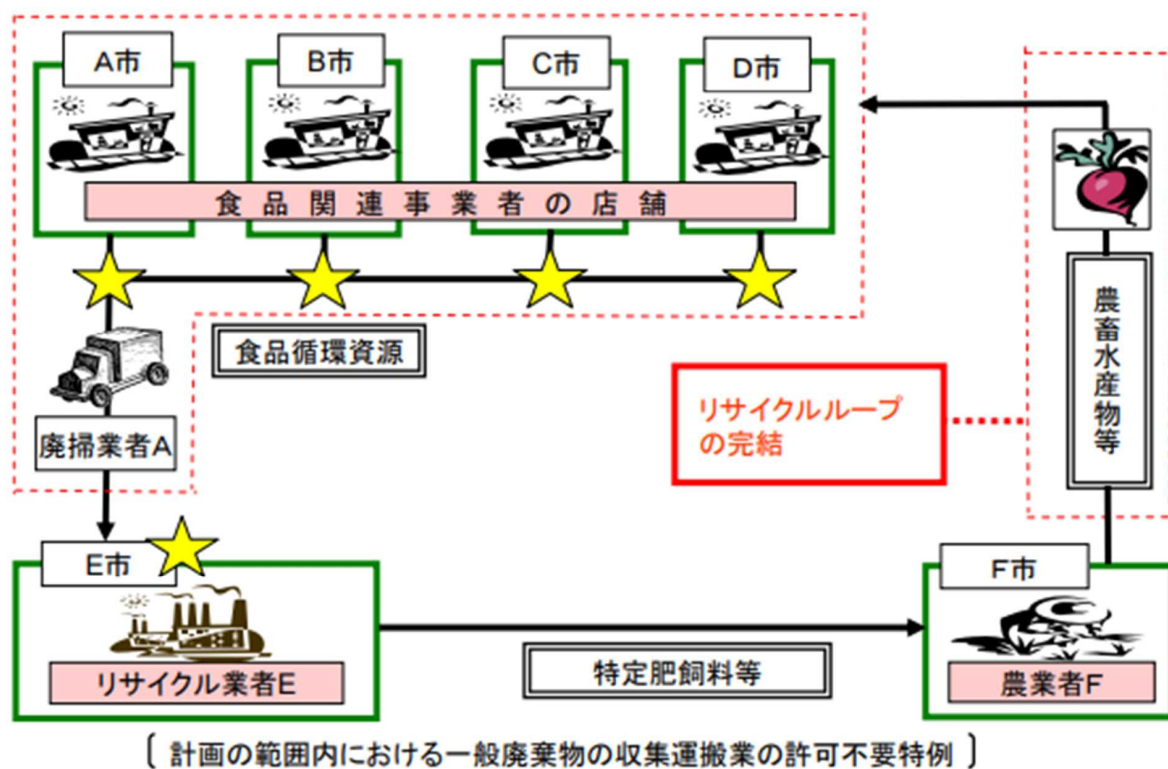 A市
B市
C市
D市
食品関連事業者の店舗
食品循環資源
廃掃業者A
農畜水産物等
リサイクルループ
の完結
E市
リサイクル業者E
特定肥飼料等
F市
農業者F
〔 計画の範囲内における一般廃棄物の収集運搬業の許可不要特例 〕